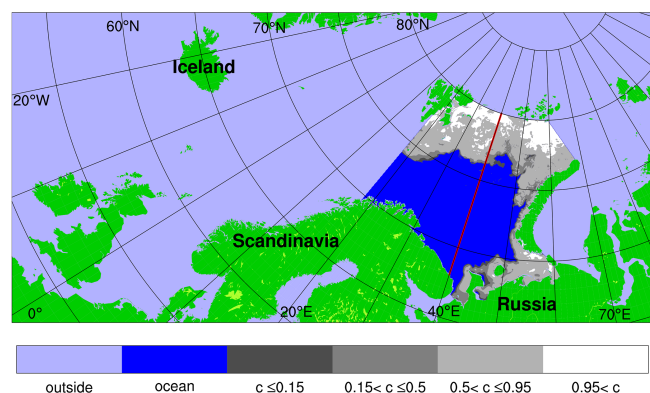 60°N
70°N
80°N
Iceland
20°W
Scandinavia
0°
20°E
40°E
Russia
70°E
outside
ocean
c ≤0.15
0.15< c ≤0.5
0.5< c ≤0.95
0.95< c